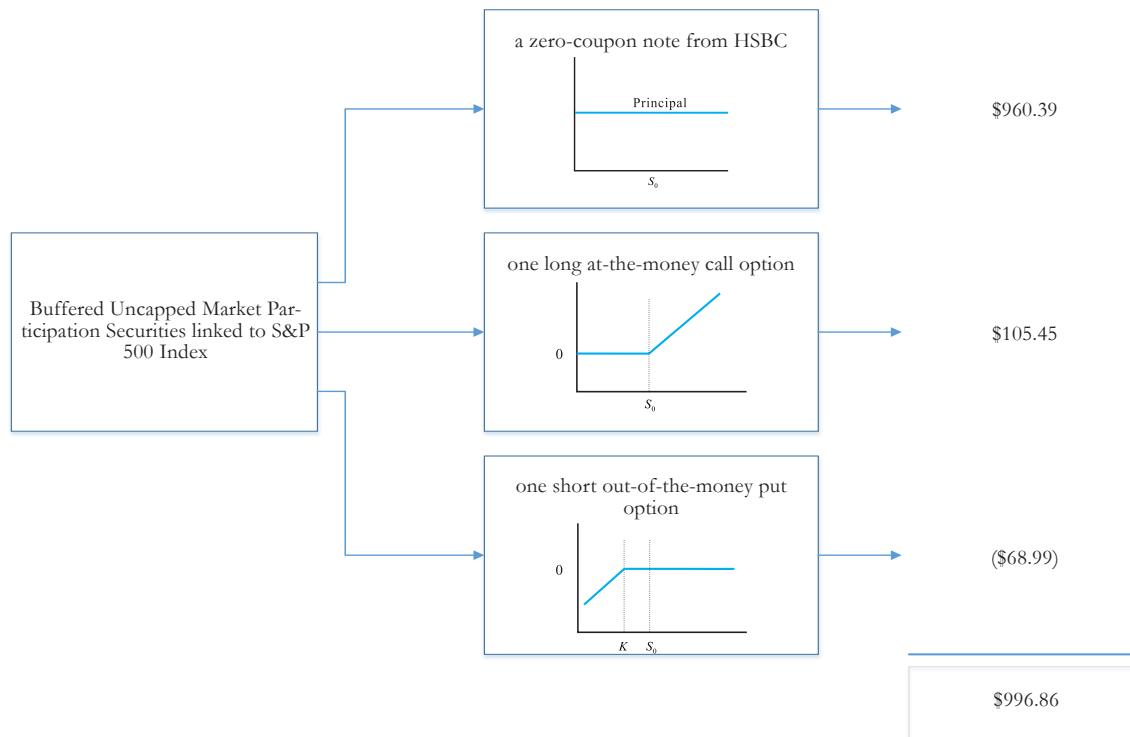 a zero-coupon note from HSBC
Principal
S0
$960.39
Buffered Uncapped Market Par-
ticipation Securities linked to S&P
500 Index
one long at-the-money call option
0
S0
$105.45
one short out-of-the-money put
option
0
K S0
($68.99)
$996.86